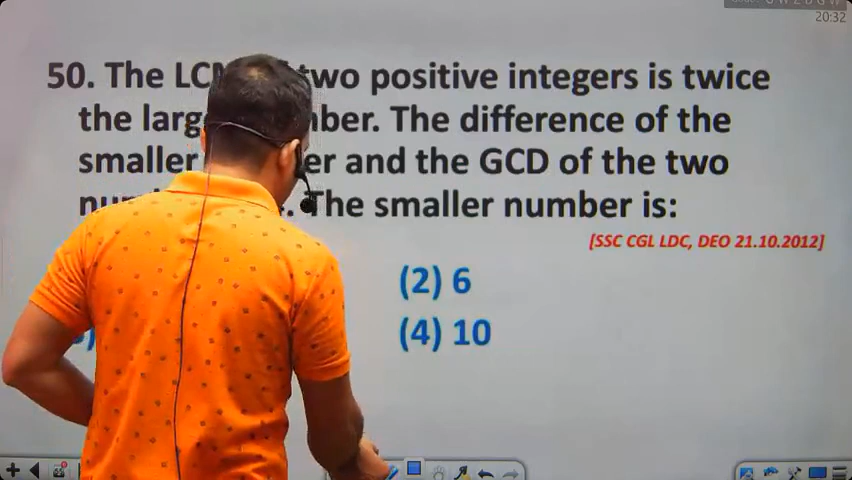 20:32
50. The LC two positive integers is twice
the larg ber. The difference of the
smaller er and the GCD of the two
The smaller number is:
[SSC CGL LDC, DEO 21.10.2012]
(2) 6
(4) 10